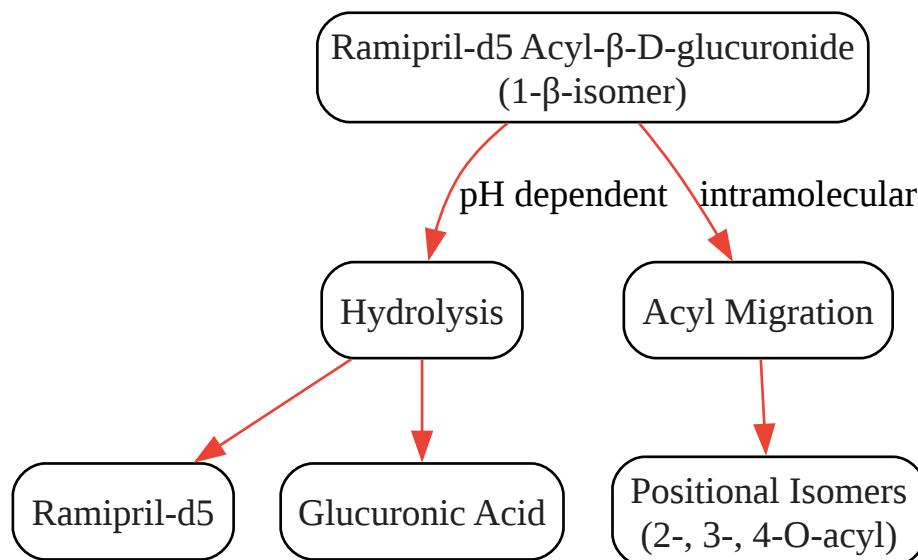 Ramipril-d5 Acyl-β-D-glucuronide
(1-β-isomer)
pH dependent
intramolecular
Hydrolysis
Acyl Migration
Ramipril-d5
Glucuronic Acid
Positional Isomers
(2-, 3-, 4-O-acyl)